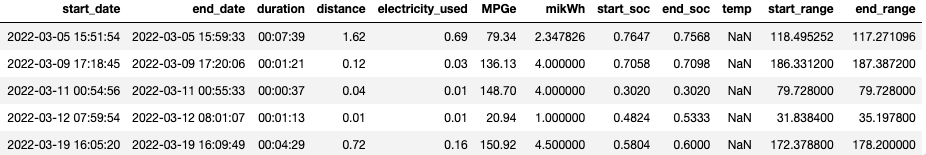 start_date end_date duration distance electricity_used MPGe mikWh start_soc end_soc temp start_range end_range
2022-03-05 15:51:54 2022-03-05 15:59:33 00:07:39 1.62 0.69 79.34 2.347826 0.7647 0.7568 NaN 118.495252 117.271096
2022-03-09 17:18:45 2022-03-09 17:20:06 00:01:21 0.12 0.03 136.13 4.000000 0.7058 0.7098 NaN 186.331200 187.387200
2022-03-11 00:54:56 2022-03-11 00:55:33 00:00:37 0.04 0.01 148.70 4.000000 0.3020 0.3020 NaN 79.728000 79.728000
2022-03-12 07:59:54 2022-03-12 08:01:07 00:01:13 0.01 0.01 20.94 1.000000 0.4824 0.5333 NaN 31.838400 35.197800
2022-03-19 16:05:20 2022-03-19 16:09:49 00:04:29 0.72 0.16 150.92 4.500000 0.5804 0.6000 NaN 172.378800 178.200000